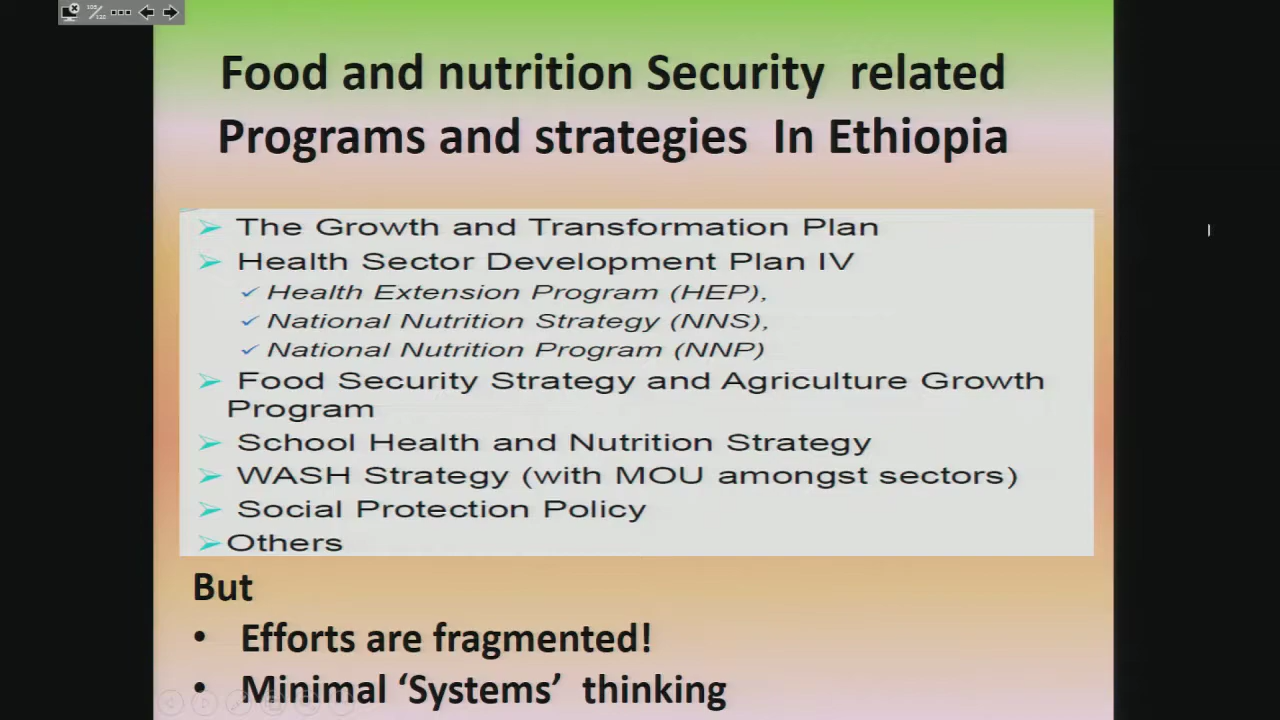 103/120
Food and nutrition Security related
Programs and strategies In Ethiopia
The Growth and Transformation Plan
Health Sector Development Plan IV
Health Extension Program (HEP),
National Nutrition Strategy (NNS),
National Nutrition Program (NNP)
Food Security Strategy and Agriculture Growth
Program
School Health and Nutrition Strategy
WASH Strategy (with MOU amongst sectors)
Social Protection Policy
Others
But
• Efforts are fragmented!
• Minimal ‘Systems’ thinking